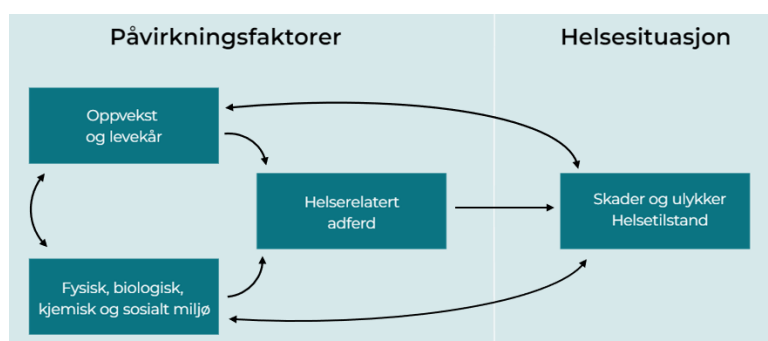 Påvirkningsfaktorer
Helsesituasjon
Oppvekst
og levekår
Helserelatert
adferd
Skader og ulykker
Helsetilstand
Fysisk, biologisk,
kjemisk og sosialt miljø